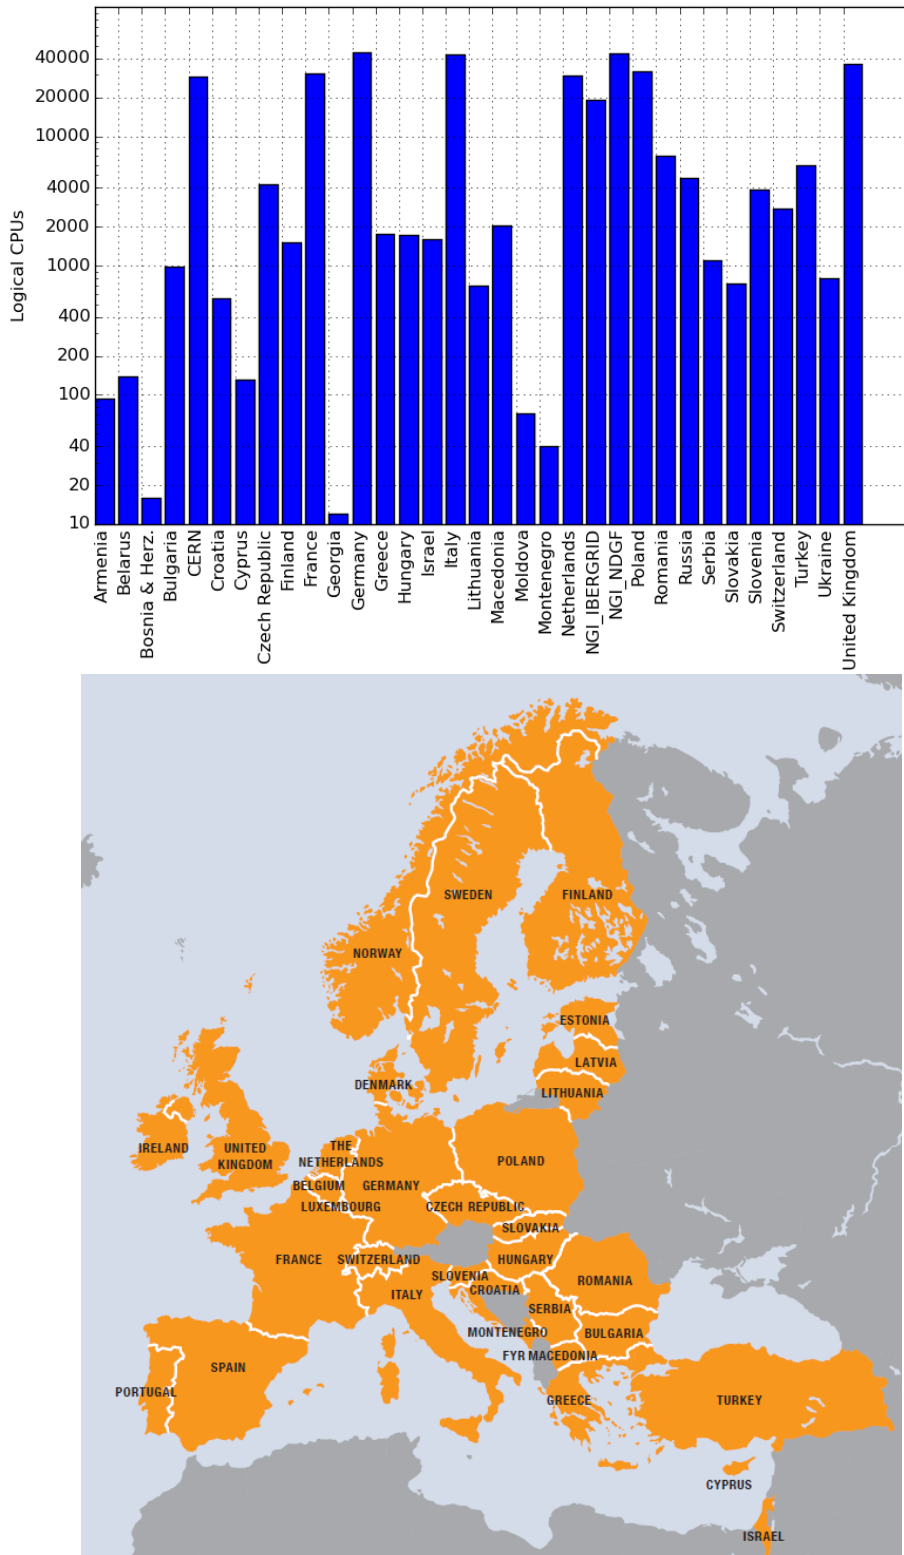 40000
20000
10000
4000
2000
1000
400
200
100
40
20
10
Logical CPUs
Armenia
Belarus
Bosnia & Herz.
Bulgaria
CERN
Croatia
Cyprus
Czech Republic
Finland
France
Georgia
Germany
Greece
Hungary
Israel
Italy
Lithuania
Macedonia
Moldova
Montenegro
Netherlands
NGI_IBERGRID
NGI_NDGF
Poland
Romania
Russia
Serbia
Slovakia
Slovenia
Switzerland
Turkey
Ukraine
United Kingdom
SWEDEN
FINLAND
NORWAY
ESTONIA
LATVIA
DENMARK
LITHUANIA
IRELAND
UNITED
KINGDOM
THE
NETHERLANDS
POLAND
BELGIUM
GERMANY
LUXEMBOURG
CZECH REPUBLIC
SLOVAKIA
FRANCE
SWITZERLAND
HUNGARY
SLOVENIA
ROMANIA
CROATIA
ITALY
SERBIA
MONTENEGRO
BULGARIA
FYR MACEDONIA
SPAIN
PORTUGAL
GREECE
TURKEY
CYPRUS
ISRAEL